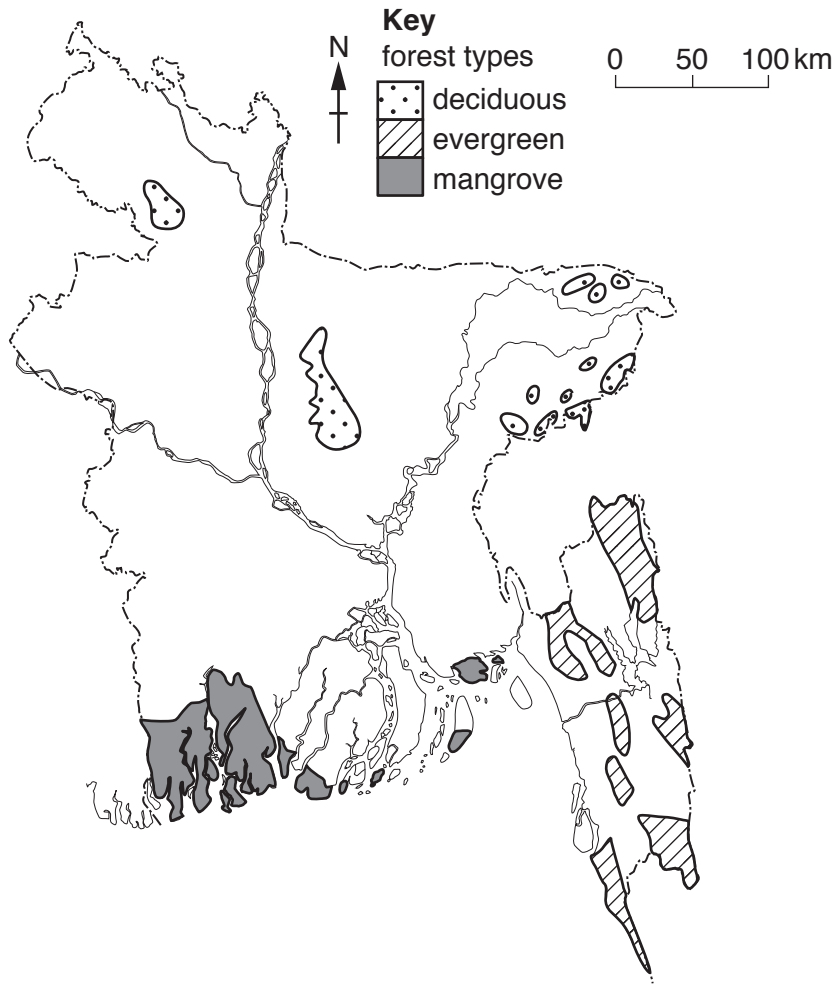 Key
N
forest types
0 50 100 km
deciduous
evergreen
mangrove